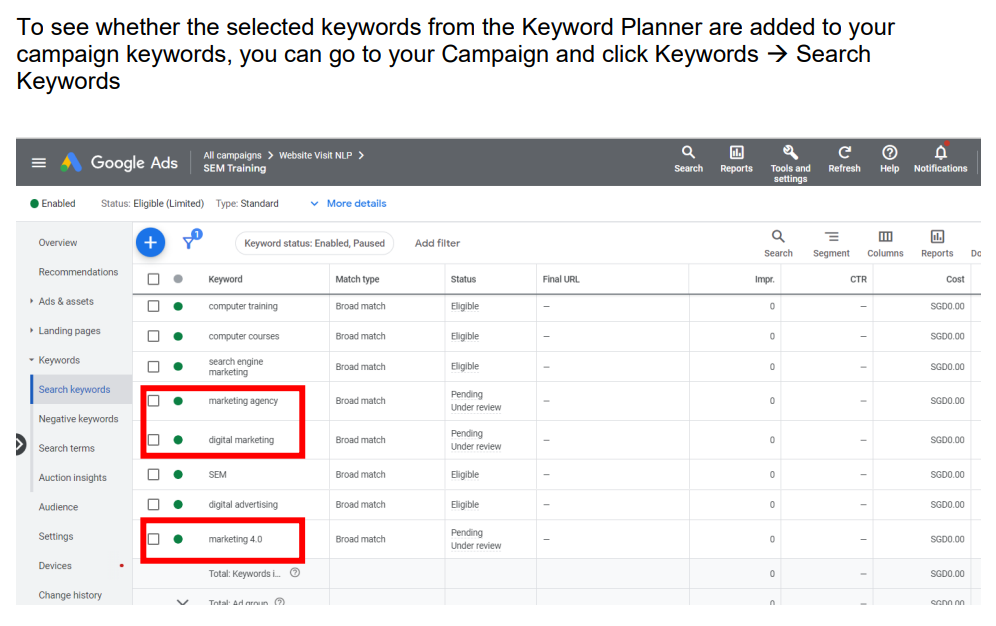 To see whether the selected keywords from the Keyword Planner are added to your
campaign keywords, you can go to your Campaign and click Keywords → Search
Keywords
Google Ads
All campaigns > Website Visit NLP >
SEM Training
Search
Reports
Tools and
settings
Refresh
Help
Notifications
Enabled Status: Eligible (Limited) Type: Standard More details
Overview
Recommendations
Ads & assets
Landing pages
Keywords
Search keywords
Negative keywords
Search terms
Auction insights
Audience
Settings
Devices
Change history
1
Keyword status: Enabled, Paused Add filter
Search Segment Columns Reports Do
Keyword Match type Status Final URL Impr. CTR Cost
computer training Broad match Eligible — 0 — SGD0.00
computer courses Broad match Eligible — 0 — SGD0.00
search engine
marketing Broad match Eligible — 0 — SGD0.00
marketing agency Broad match Pending
Under review — 0 — SGD0.00
digital marketing Broad match Pending
Under review — 0 — SGD0.00
SEM Broad match Eligible — 0 — SGD0.00
digital advertising Broad match Eligible — 0 — SGD0.00
marketing 4.0 Broad match Pending
Under review — 0 — SGD0.00
Total: Keywords i... 0 — SGD0.00
Total: Ad group 0 — SGD0.00